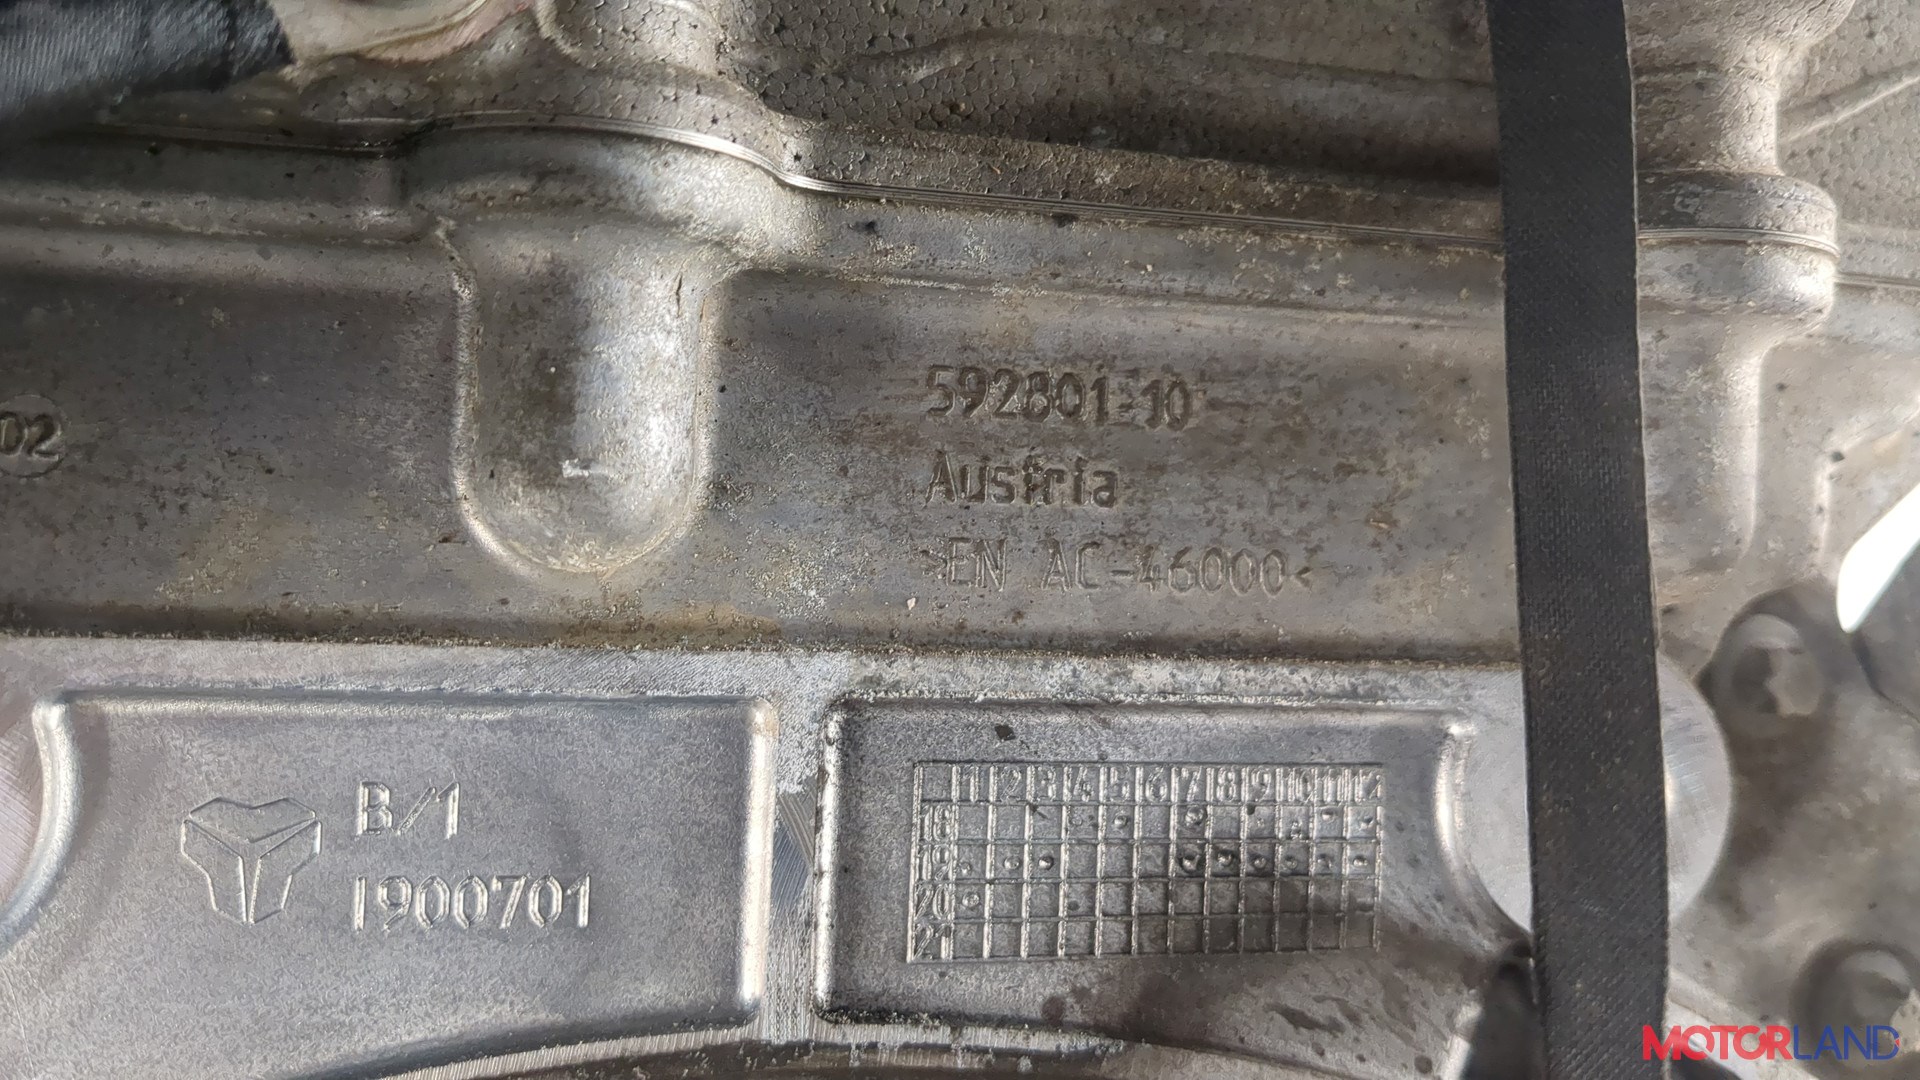 592801-10
02
Austria
>EN AC-46000<
B/1
1900701
1 2 3 4 5 6 7 8 9 10 11 12
18
19
20
21
MOTORLAND